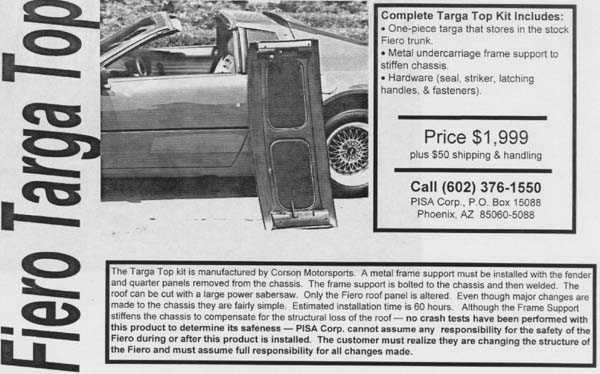 Fiero Targa Top
Complete Targa Top Kit Includes:
• One-piece targa that stores in the stock
Fiero trunk.
• Metal undercarriage frame support to
stiffen chassis.
• Hardware (seal, striker, latching
handles, & fasteners).
Price $1,999
plus $50 shipping & handling
Call (602) 376-1550
PISA Corp., P.O. Box 15088
Phoenix, AZ 85060-5088
The Targa Top kit is manufactured by Corson Motorsports. A metal frame support must be installed with the fender
and quarter panels removed from the chassis. The frame support is bolted to the chassis and then welded. The
roof can be cut with a large power sabersaw. Only the Fiero roof panel is altered. Even though major changes are
made to the chassis they are fairly simple. Estimated installation time is 60 hours. Although the Frame Support
stiffens the chassis to compensate for the structural loss of the roof — no crash tests have been performed with
this product to determine its safeness — PISA Corp. cannot assume any responsibility for the safety of the
Fiero during or after this product is installed. The customer must realize they are changing the structure of
the Fiero and must assume full responsibility for all changes made.